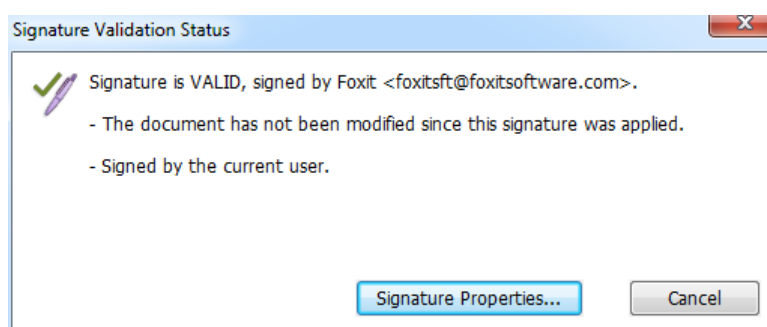 Signature Validation Status
Signature is VALID, signed by Foxit <foxitsft@foxitsoftware.com>.
- The document has not been modified since this signature was applied.
- Signed by the current user.
Signature Properties... Cancel